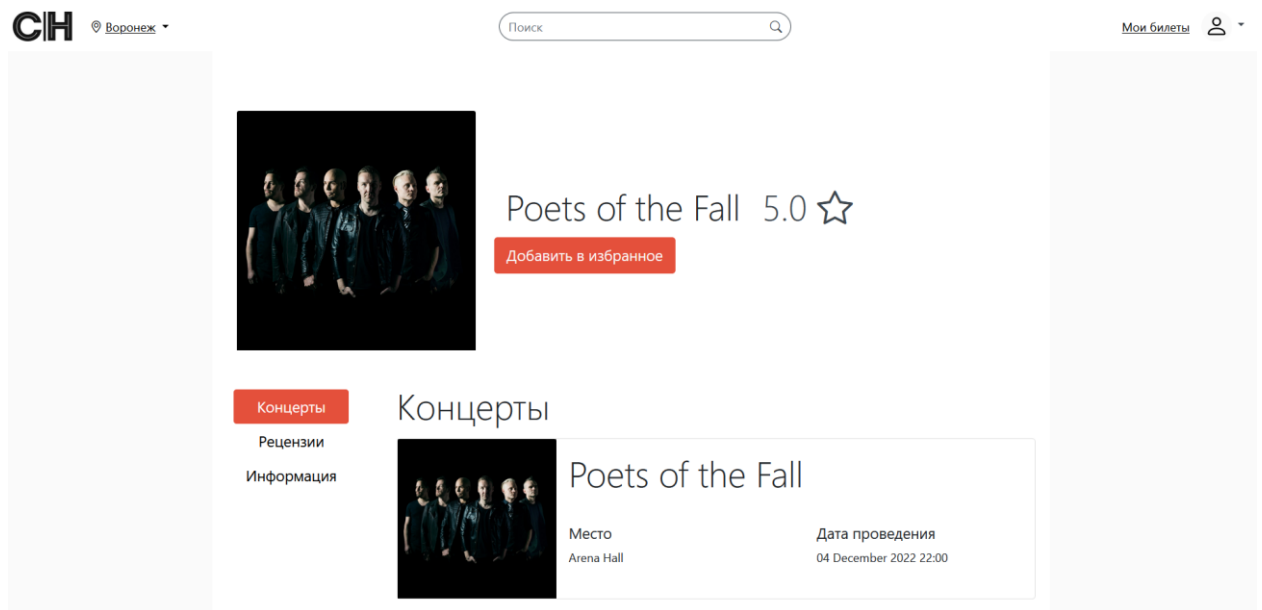 CH Воронеж Поиск Мои билеты
Poets of the Fall 5.0
Добавить в избранное
Концерты
Рецензии
Информация
Концерты
Poets of the Fall
Место Дата проведения
Arena Hall 04 December 2022 22:00